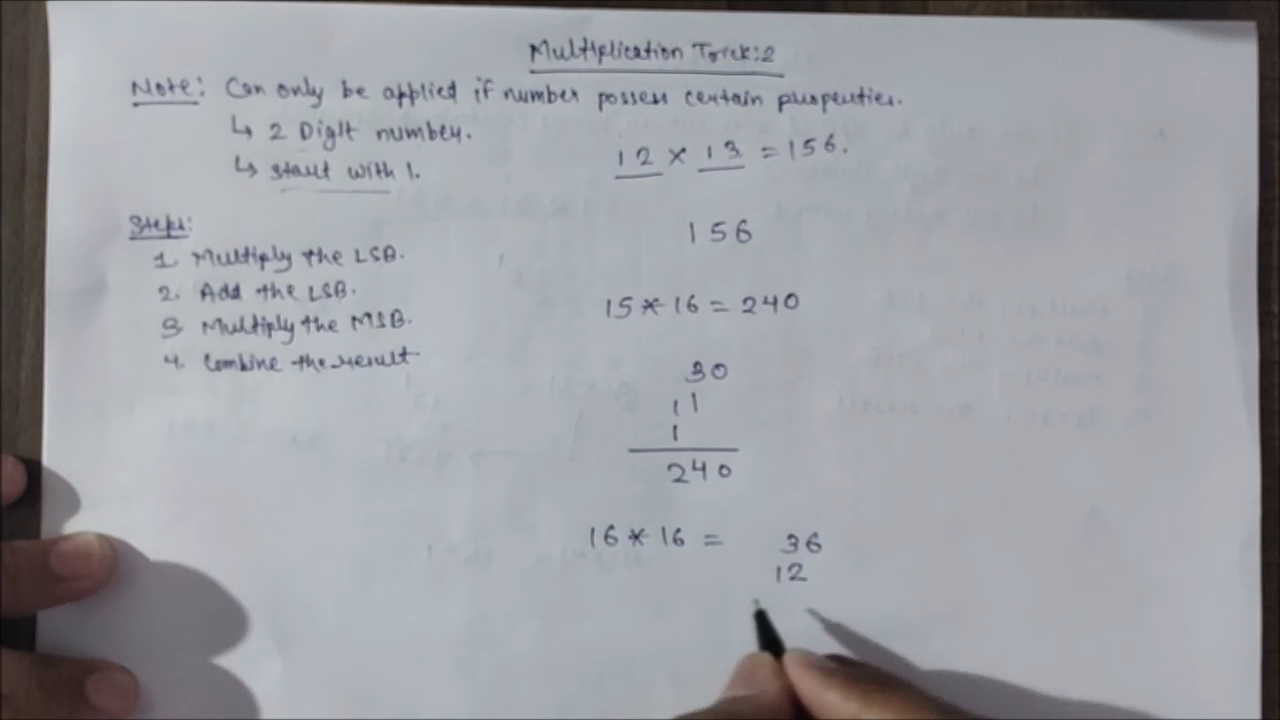 Multiplication Trick:2
Note: Can only be applied if number possess certain properties.
↳ 2 Digit number.
↳ start with 1.
12 × 13 = 156.
Steps:
1. Multiply the LSB.
2. Add the LSB.
3 Multiply the MSB.
4. Combine the result
156
15 * 16 = 240
30
11
1
240
16 * 16 =
36
12